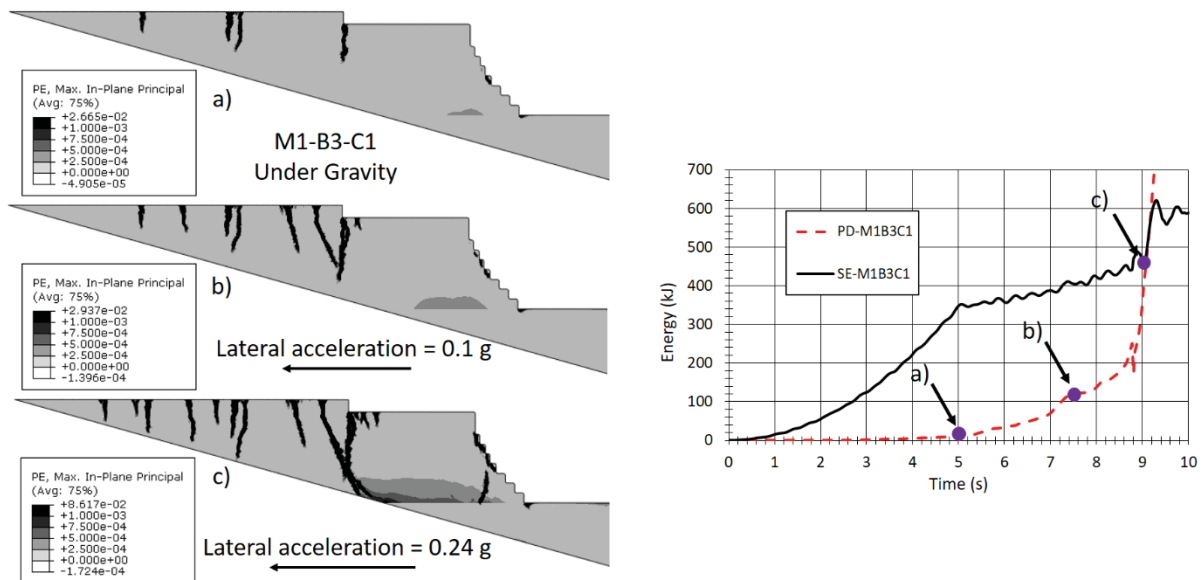 PE, Max. In-Plane Principal
(Avg: 75%)
+2.665e-02
+1.000e-03
+7.500e-04
+5.000e-04
+2.500e-04
+0.000e+00
-4.905e-05
a)
M1-B3-C1
Under Gravity
PE, Max. In-Plane Principal
(Avg: 75%)
+2.937e-02
+1.000e-03
+7.500e-04
+5.000e-04
+2.500e-04
+0.000e+00
-1.396e-04
b)
Lateral acceleration = 0.1 g
PE, Max. In-Plane Principal
(Avg: 75%)
+8.617e-02
+1.000e-03
+7.500e-04
+5.000e-04
+2.500e-04
+0.000e+00
-1.724e-04
c)
Lateral acceleration = 0.24 g
Energy (kJ)
700
600
500
400
300
200
100
0
PD-M1B3C1
SE-M1B3C1
a)
b)
c)
0 1 2 3 4 5 6 7 8 9 10
Time (s)